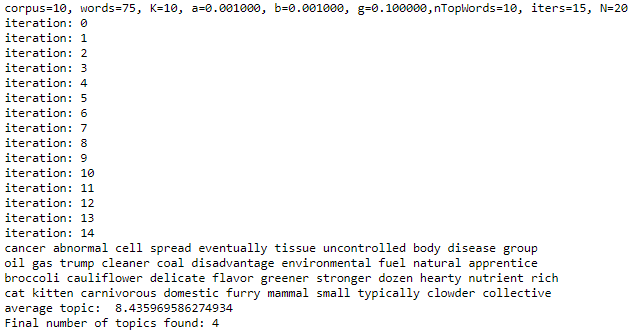 corpus=10, words=75, K=10, a=0.001000, b=0.001000, g=0.100000,nTopWords=10, iters=15, N=20
iteration: 0
iteration: 1
iteration: 2
iteration: 3
iteration: 4
iteration: 5
iteration: 6
iteration: 7
iteration: 8
iteration: 9
iteration: 10
iteration: 11
iteration: 12
iteration: 13
iteration: 14
cancer abnormal cell spread eventually tissue uncontrolled body disease group
oil gas trump cleaner coal disadvantage environmental fuel natural apprentice
broccoli cauliflower delicate flavor greener stronger dozen hearty nutrient rich
cat kitten carnivorous domestic furry mammal small typically clowder collective
average topic:  8.435969586274934
Final number of topics found: 4